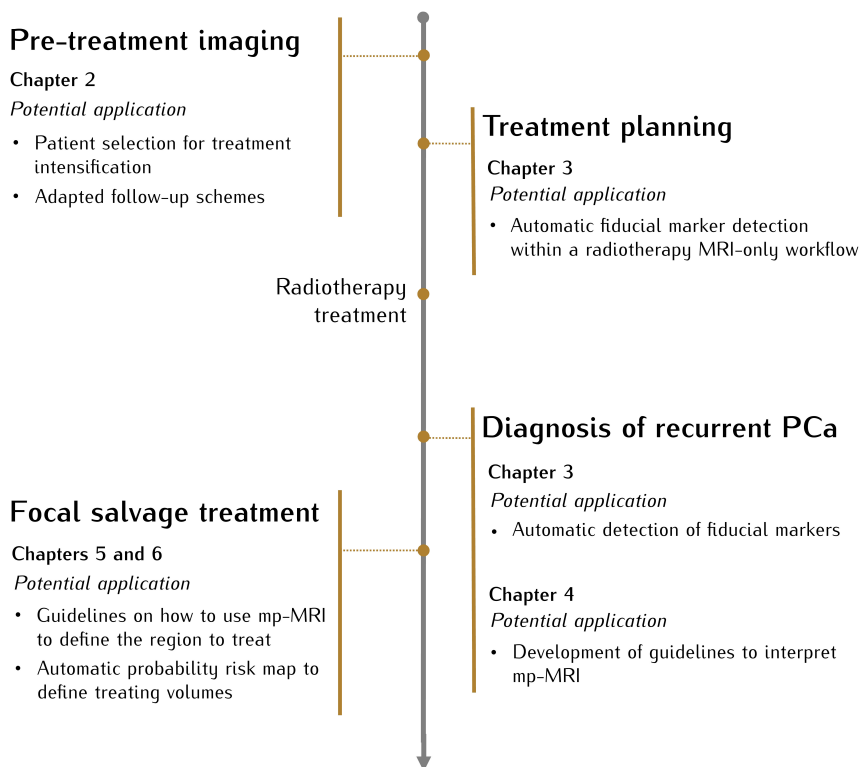 Pre-treatment imaging
Chapter 2
Potential application
• Patient selection for treatment
intensification
• Adapted follow-up schemes
Treatment planning
Chapter 3
Potential application
• Automatic fiducial marker detection
within a radiotherapy MRI-only workflow
Radiotherapy
treatment
Diagnosis of recurrent PCa
Chapter 3
Potential application
• Automatic detection of fiducial markers
Chapter 4
Potential application
• Development of guidelines to interpret
mp-MRI
Focal salvage treatment
Chapters 5 and 6
Potential application
• Guidelines on how to use mp-MRI
to define the region to treat
• Automatic probability risk map to
define treating volumes